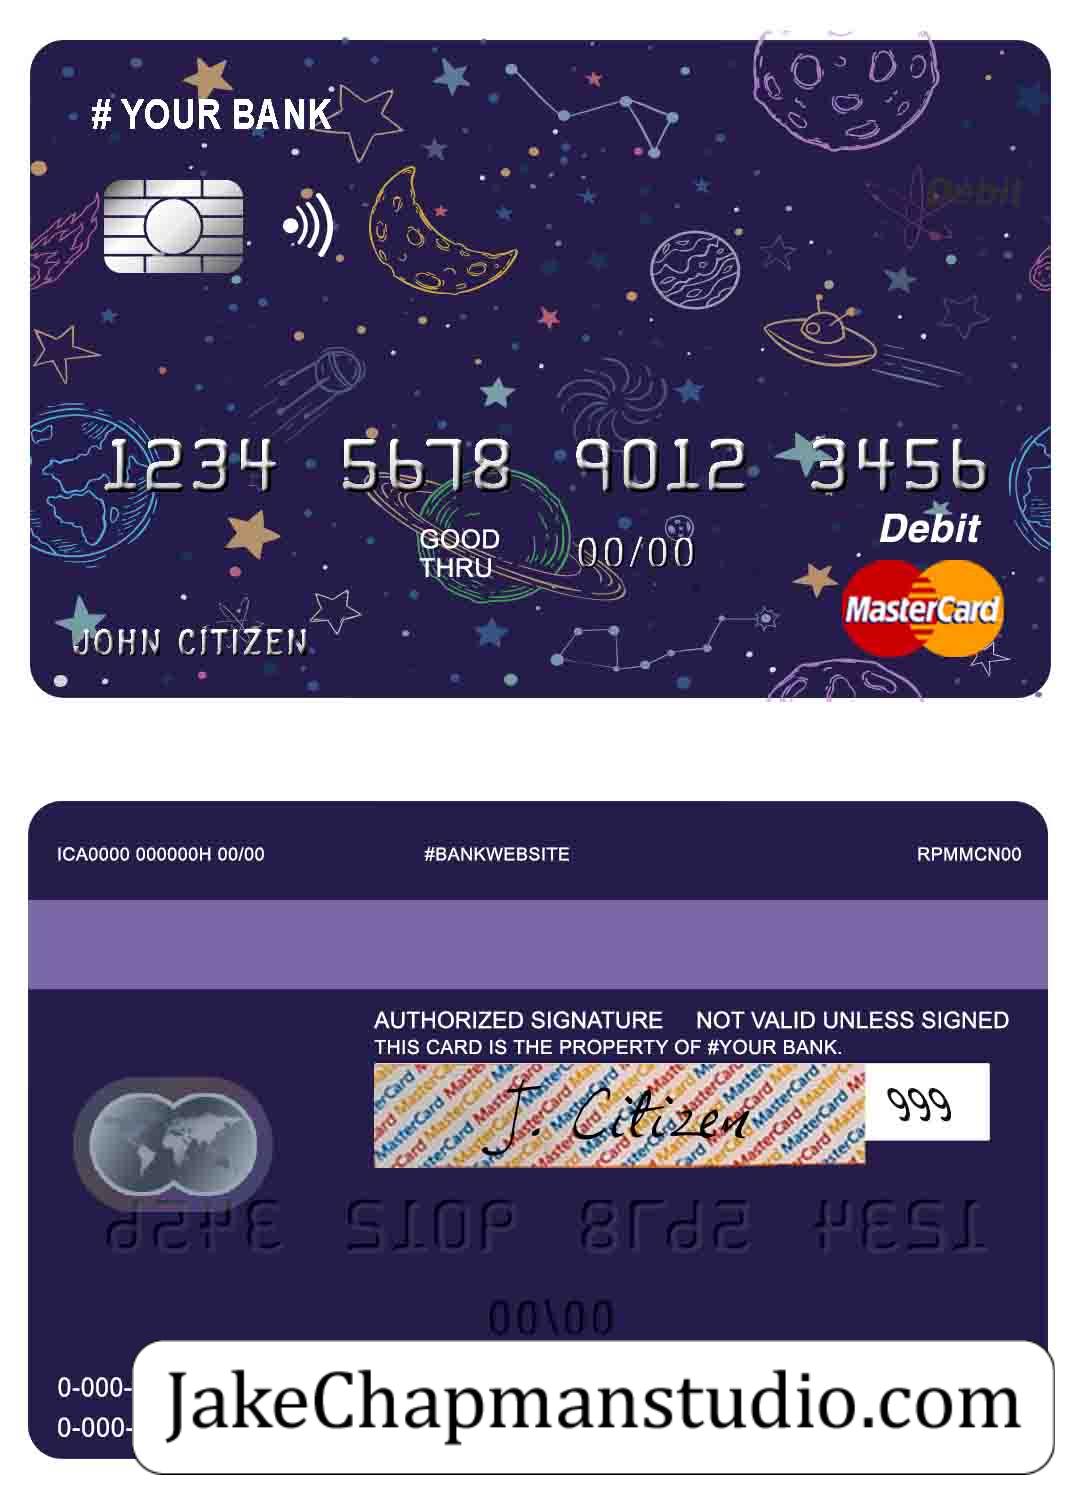 # YOUR BANK
Debit
1234 5678 9012 3456
Debit
GOOD
THRU
00/00
MasterCard
JOHN CITIZEN
ICA0000 000000H 00/00 #BANKWEBSITE RPMMCN00
AUTHORIZED SIGNATURE NOT VALID UNLESS SIGNED
THIS CARD IS THE PROPERTY OF #YOUR BANK.
J. Citizen 999
1234 5678 9012 3456
00/00
0-000-
0-000-
JakeChapmanstudio.com